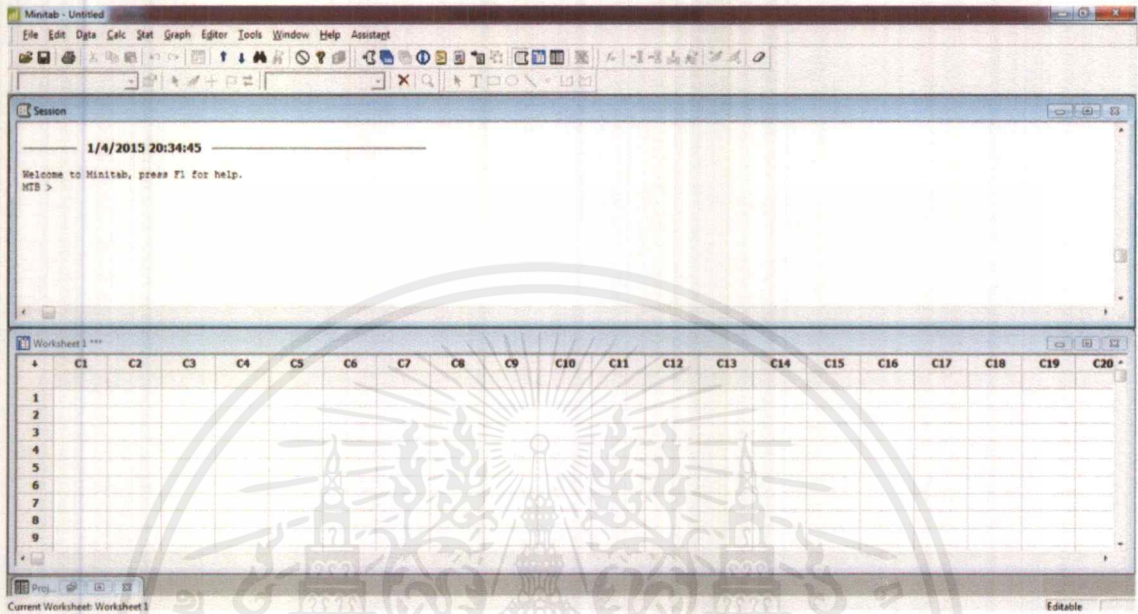 Minitab - Untitled
File Edit Data Calc Stat Graph Editor Tools Window Help Assistant
Session
1/4/2015 20:34:45
Welcome to Minitab, press F1 for help.
MTB >
Worksheet 1 ***
C1 C2 C3 C4 C5 C6 C7 C8 C9 C10 C11 C12 C13 C14 C15 C16 C17 C18 C19 C20
1
2
3
4
5
6
7
8
9
Proj...
Current Worksheet: Worksheet 1
Editable